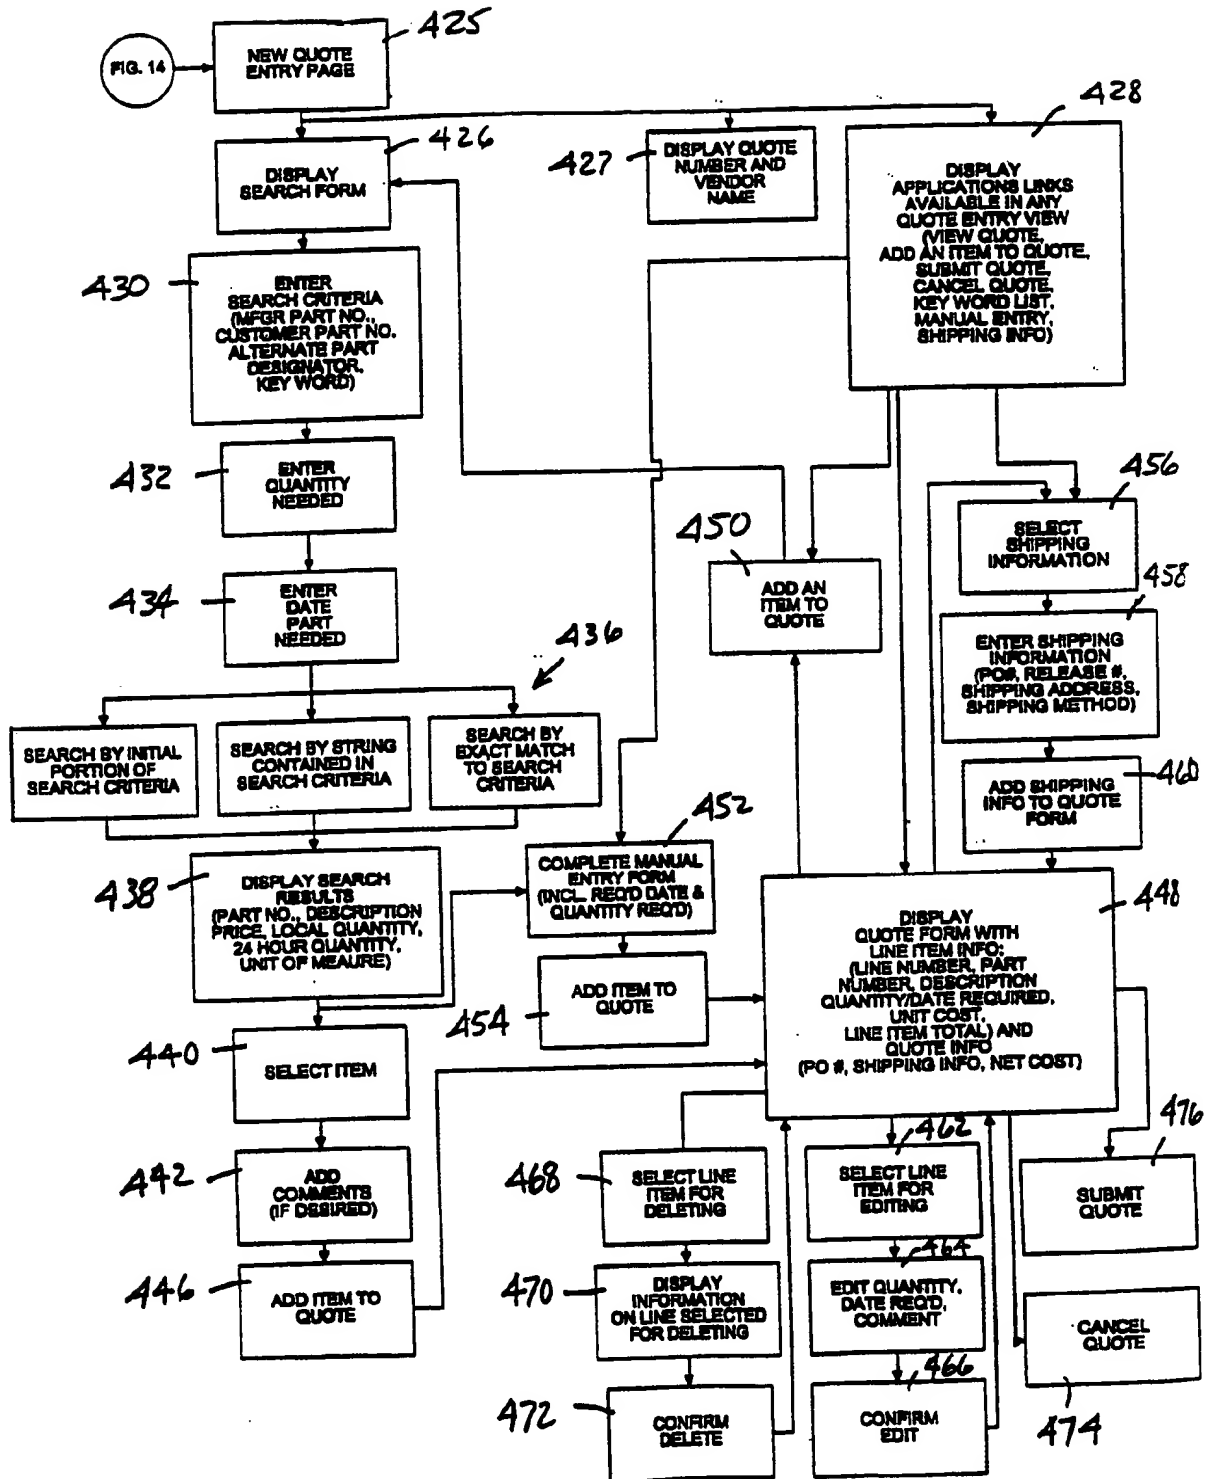 425
FIG. 14
NEW QUOTE
ENTRY PAGE
428
426
427
DISPLAY
SEARCH FORM
DISPLAY QUOTE
NUMBER AND
VENDOR
NAME
DISPLAY
APPLICATIONS LINKS
AVAILABLE IN ANY
QUOTE ENTRY VIEW
(VIEW QUOTE,
ADD AN ITEM TO QUOTE,
SUBMIT QUOTE,
CANCEL QUOTE,
KEY WORD LIST,
MANUAL ENTRY,
SHIPPING INFO)
430
ENTER
SEARCH CRITERIA
(MFGR PART NO.,
CUSTOMER PART NO.
ALTERNATE PART
DESIGNATOR,
KEY WORD)
432
ENTER
QUANTITY
NEEDED
456
SELECT
SHIPPING
INFORMATION
450
ADD AN
ITEM TO
QUOTE
434
ENTER
DATE
PART
NEEDED
458
ENTER SHIPPING
INFORMATION
(PO#, RELEASE #,
SHIPPING ADDRESS,
SHIPPING METHOD)
436
SEARCH BY INITIAL
PORTION OF
SEARCH CRITERIA
SEARCH BY STRING
CONTAINED IN
SEARCH CRITERIA
SEARCH BY
EXACT MATCH
TO SEARCH
CRITERIA
460
ADD SHIPPING
INFO TO QUOTE
FORM
452
438
DISPLAY SEARCH
RESULTS
(PART NO., DESCRIPTION
PRICE, LOCAL QUANTITY,
24 HOUR QUANTITY,
UNIT OF MEAURE)
COMPLETE MANUAL
ENTRY FORM
(INCL. REQ'D DATE &
QUANTITY REQ'D)
448
DISPLAY
QUOTE FORM WITH
LINE ITEM INFO:
(LINE NUMBER, PART
NUMBER, DESCRIPTION
QUANTITY/DATE REQUIRED,
UNIT COST,
LINE ITEM TOTAL) AND
QUOTE INFO
(PO #, SHIPPING INFO, NET COST)
454
ADD ITEM TO
QUOTE
440
SELECT ITEM
442
ADD
COMMENTS
(IF DESIRED)
468
SELECT LINE
ITEM FOR
DELETING
462
SELECT LINE
ITEM FOR
EDITING
476
SUBMIT
QUOTE
446
ADD ITEM TO
QUOTE
470
DISPLAY
INFORMATION
ON LINE SELECTED
FOR DELETING
464
EDIT QUANTITY,
DATE REQ'D,
COMMENT
CANCEL
QUOTE
474
472
CONFIRM
DELETE
466
CONFIRM
EDIT